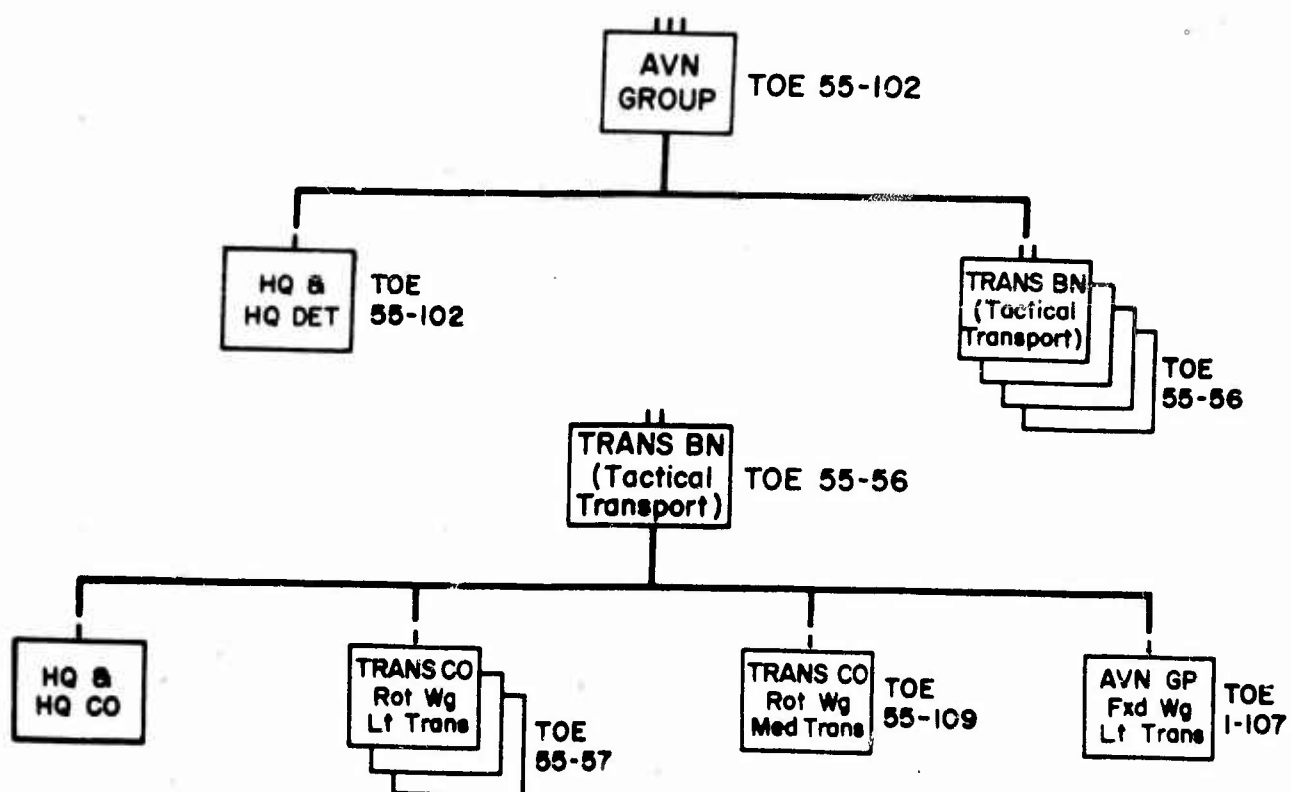 AVN
GROUP
TOE 55-102
HQ &
HQ DET
TOE
55-102
TRANS BN
(Tactical
Transport)
TOE
55-56
TRANS BN
(Tactical
Transport)
TOE 55-56
HQ &
HQ CO
TRANS CO
Rot Wg
Lt Trans
TOE
55-57
TRANS CO
Rot Wg
Med Trans
TOE
55-109
AVN GP
Fxd Wg
Lt Trans
TOE
1-107